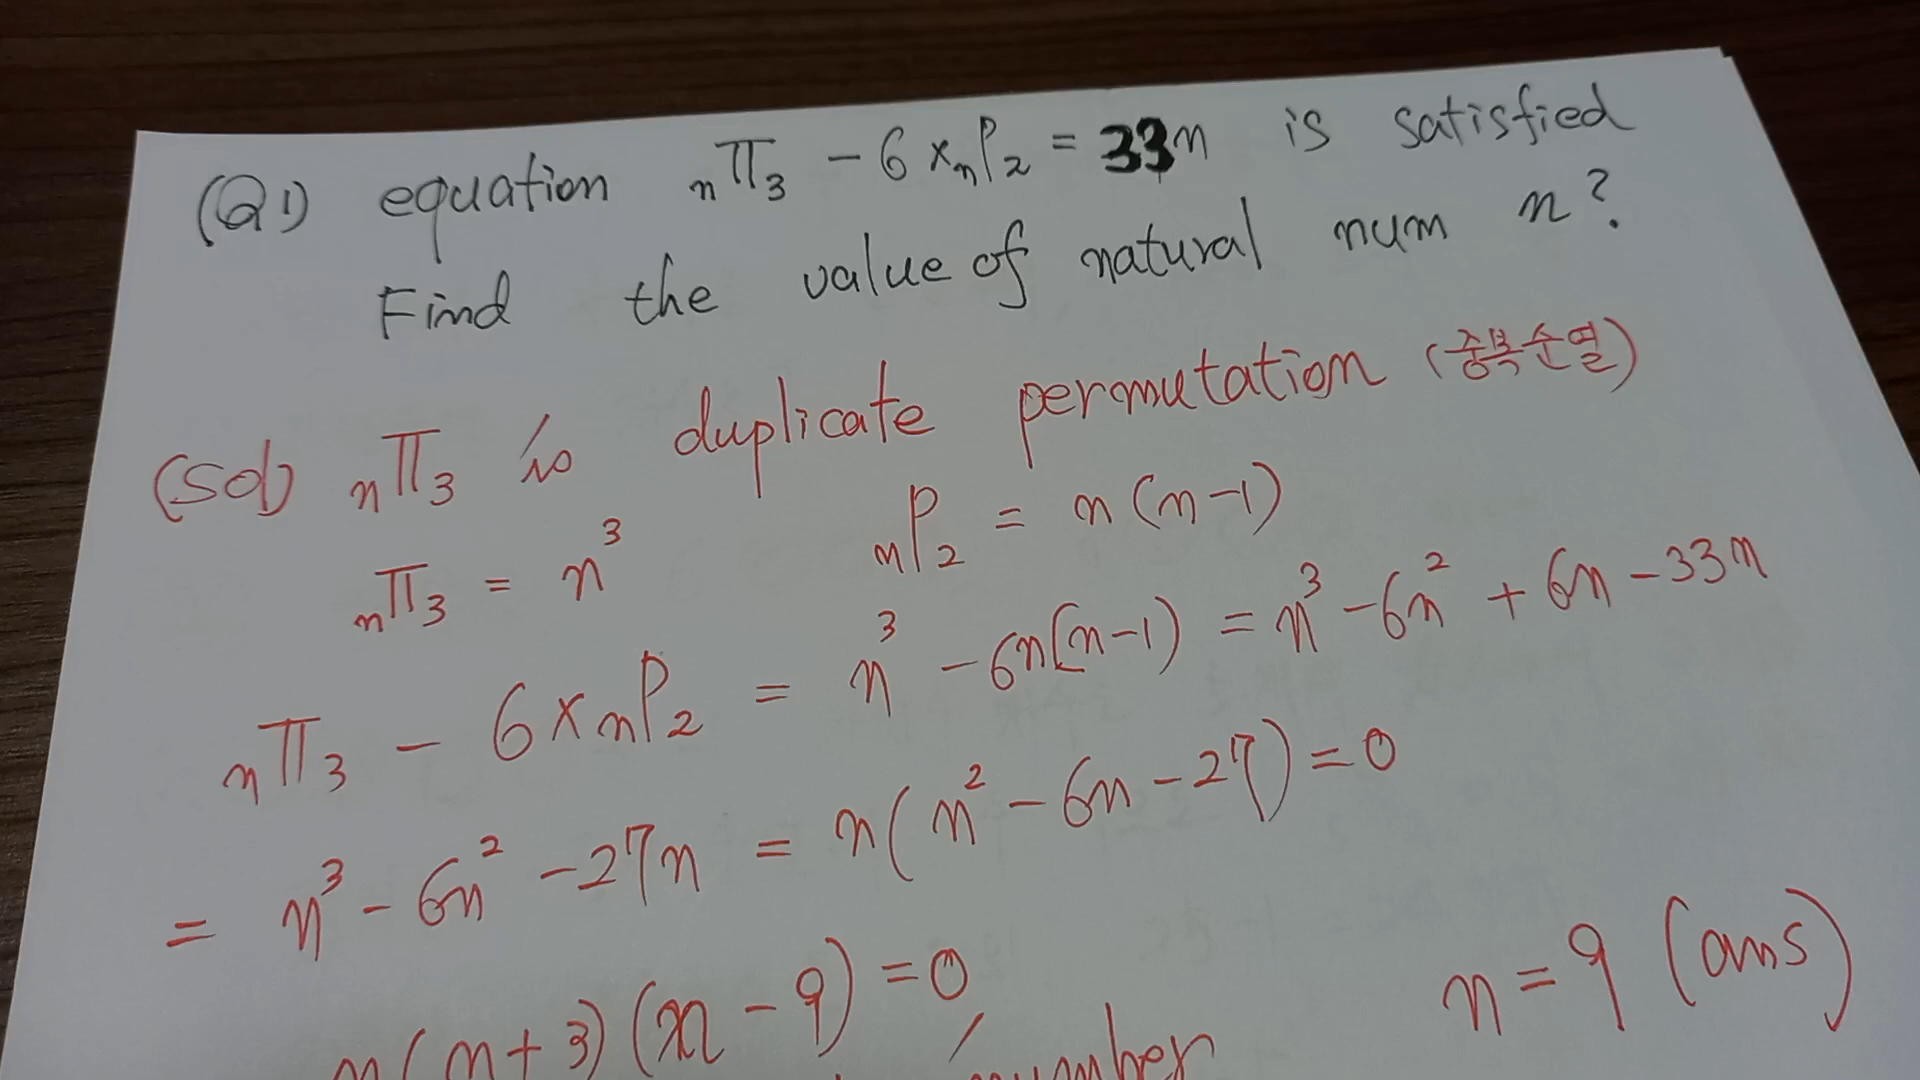 (Q1) equation ₙΠ₃ − 6 × ₙP₂ = 33n is satisfied
Find the value of natural num n?
(Sol) ₙΠ₃ is duplicate permutation (중복순열)
ₙΠ₃ = n³ ₙP₂ = n(n−1)
ₙΠ₃ − 6 × ₙP₂ = n³ − 6n(n−1) = n³ − 6n² + 6n − 33n
= n³ − 6n² − 27n = n(n² − 6n − 27) = 0
n(n+3)(n−9) = 0 n = 9 (ans)
number